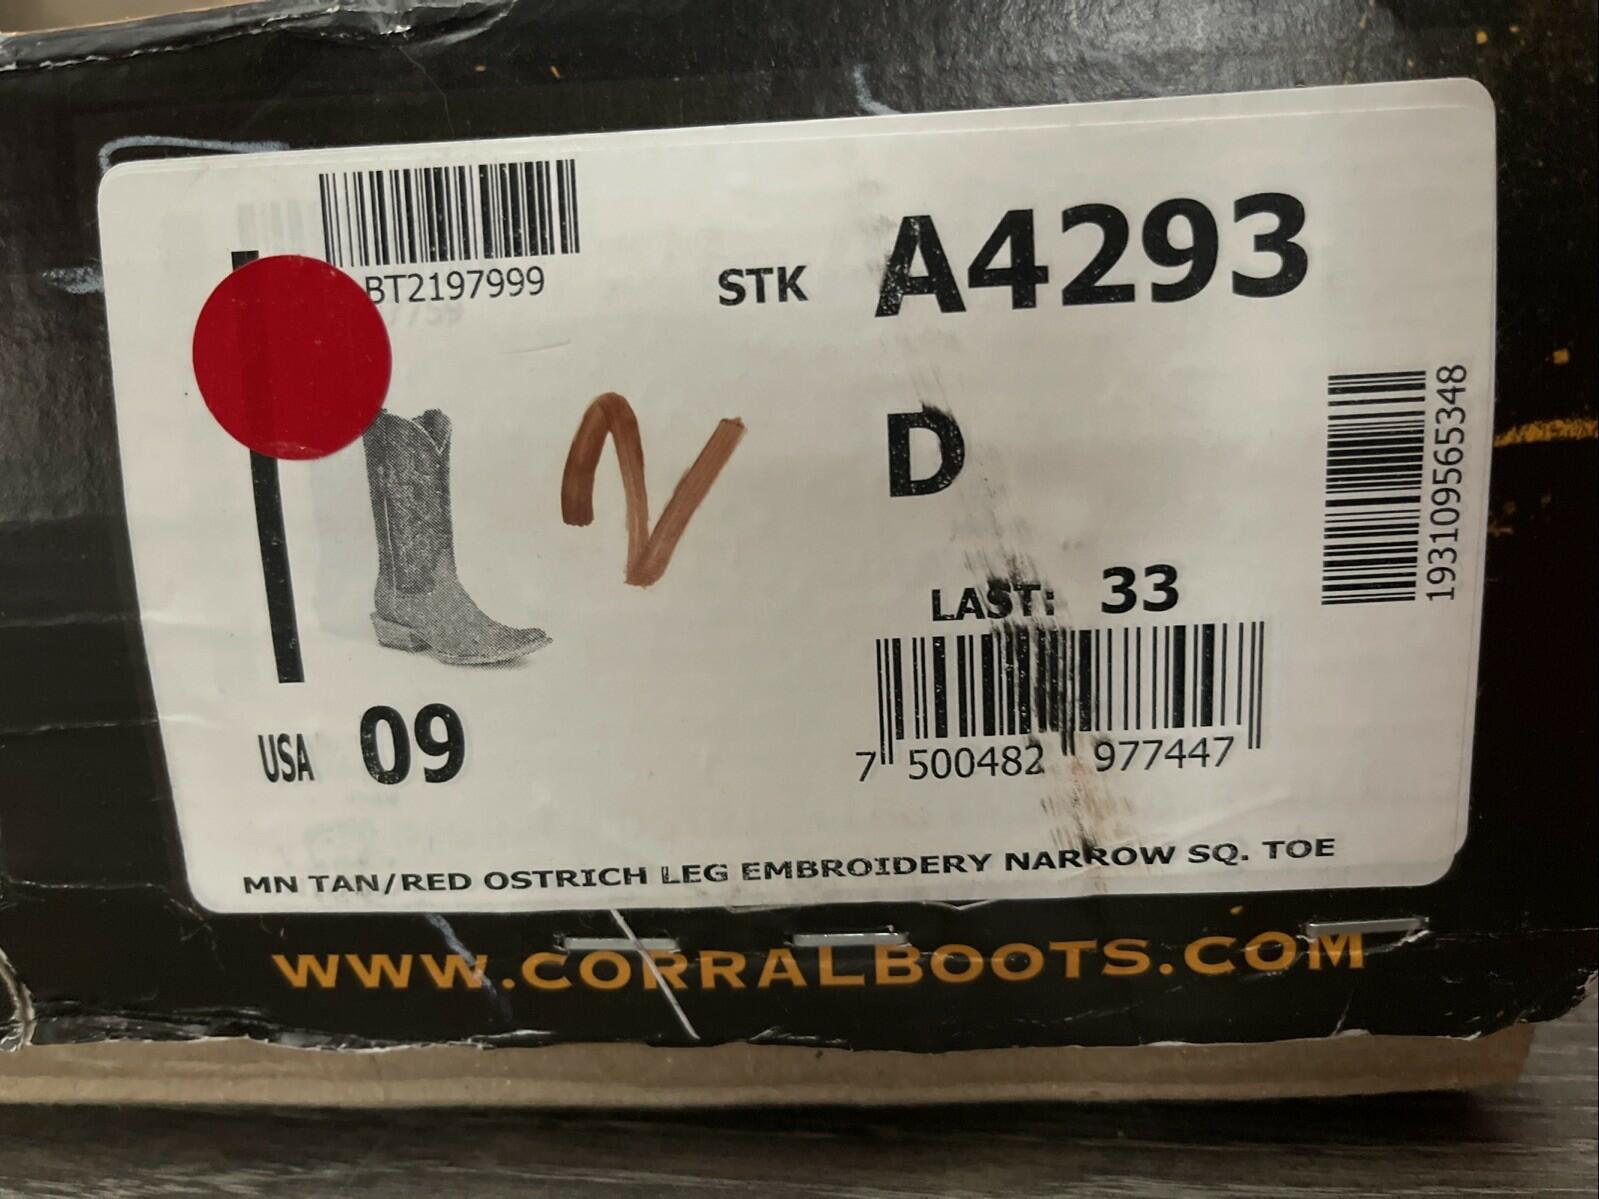 BT2197999
STK A4293
D
LAST: 33
193109565348
7 500482 977447
USA 09
MN TAN/RED OSTRICH LEG EMBROIDERY NARROW SQ. TOE
WWW.CORRALBOOTS.COM